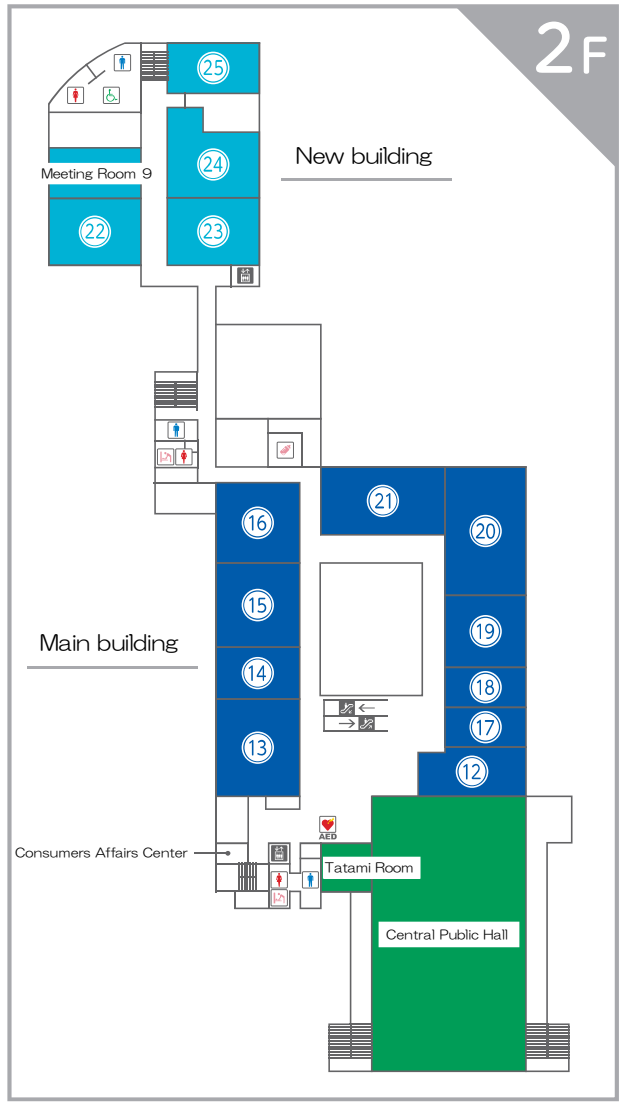 2F
25
24
New building
Meeting Room 9
22
23
21
16
20
15
19
Main building
14
18
17
13
12
AED
Consumers Affairs Center
Tatami Room
Central Public Hall